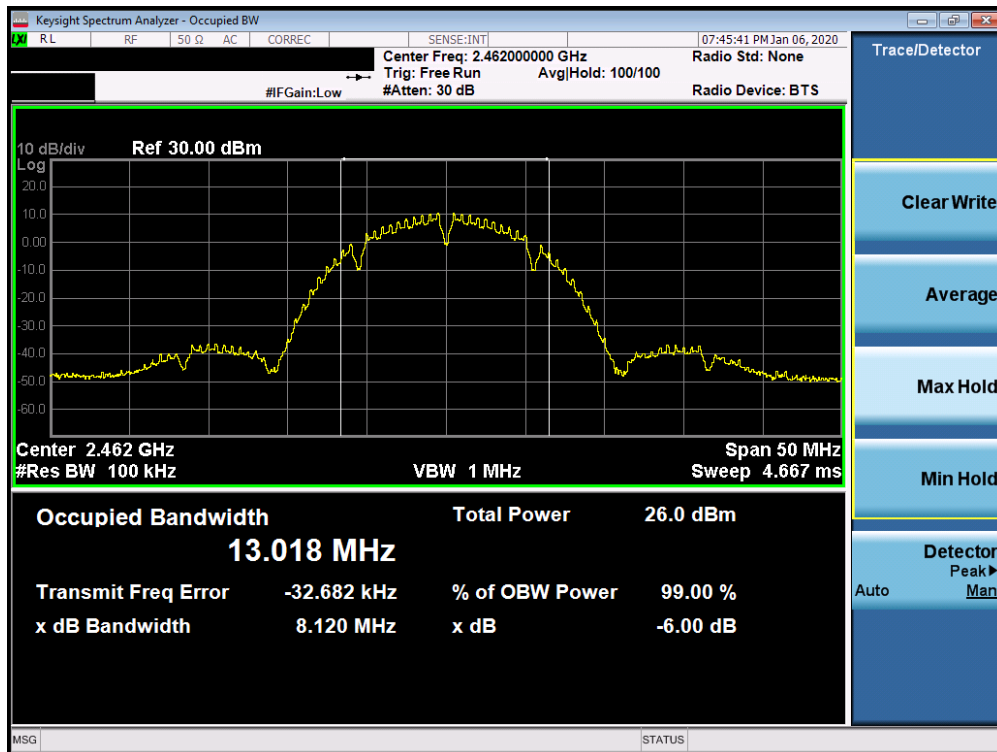 Keysight Spectrum Analyzer - Occupied BW
LXI RL RF 50 Ω AC CORREC SENSE:INT 07:45:41 PM Jan 06, 2020
Center Freq: 2.462000000 GHz Radio Std: None
Trig: Free Run Avg|Hold: 100/100
#IFGain:Low #Atten: 30 dB Radio Device: BTS
10 dB/div Ref 30.00 dBm
Log
20.0
10.0
0.00
-10.0
-20.0
-30.0
-40.0
-50.0
-60.0
Center 2.462 GHz Span 50 MHz
#Res BW 100 kHz VBW 1 MHz Sweep 4.667 ms
Occupied Bandwidth Total Power 26.0 dBm
13.018 MHz
Transmit Freq Error -32.682 kHz % of OBW Power 99.00 %
x dB Bandwidth 8.120 MHz x dB -6.00 dB
MSG STATUS
Trace/Detector
Clear Write
Average
Max Hold
Min Hold
Detector
Peak▶
Auto Man